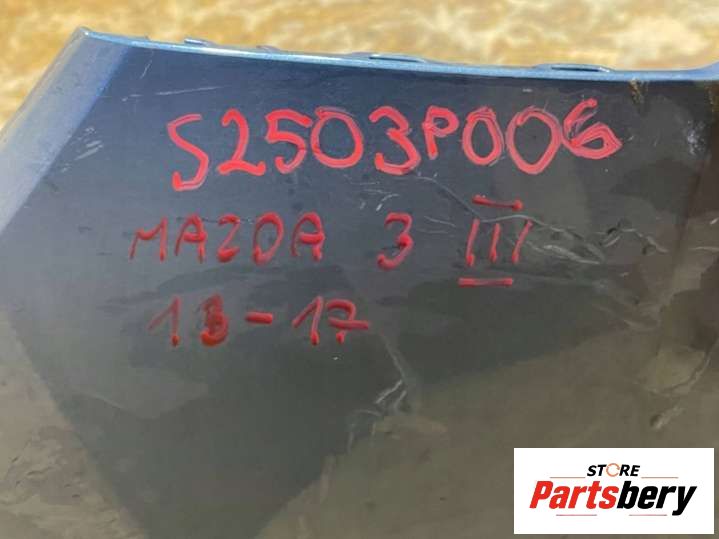 S2503P006
MAZDA 3 III
13-17
STORE
Partsbery